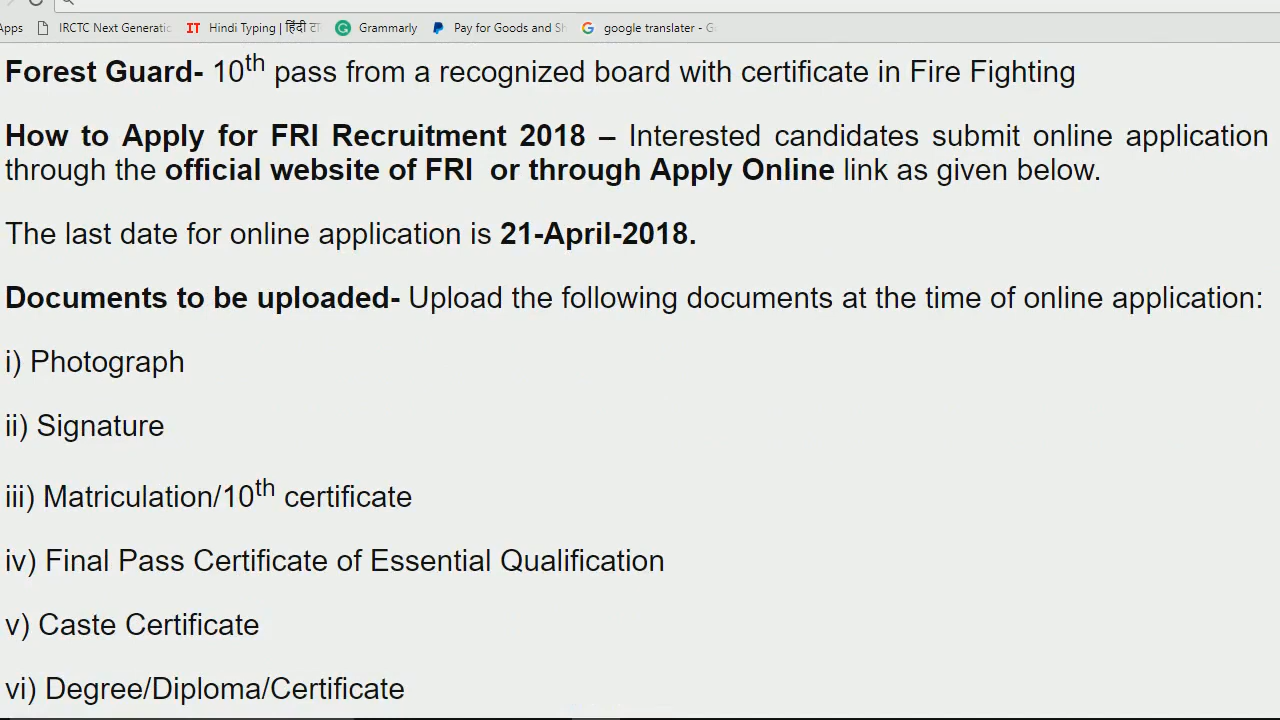 Apps IRCTC Next Generati Hindi Typing | हिंदी टा Grammarly Pay for Goods and Sh google translater - G
Forest Guard- 10th pass from a recognized board with certificate in Fire Fighting
How to Apply for FRI Recruitment 2018 – Interested candidates submit online application
through the official website of FRI or through Apply Online link as given below.
The last date for online application is 21-April-2018.
Documents to be uploaded- Upload the following documents at the time of online application:
i) Photograph
ii) Signature
iii) Matriculation/10th certificate
iv) Final Pass Certificate of Essential Qualification
v) Caste Certificate
vi) Degree/Diploma/Certificate